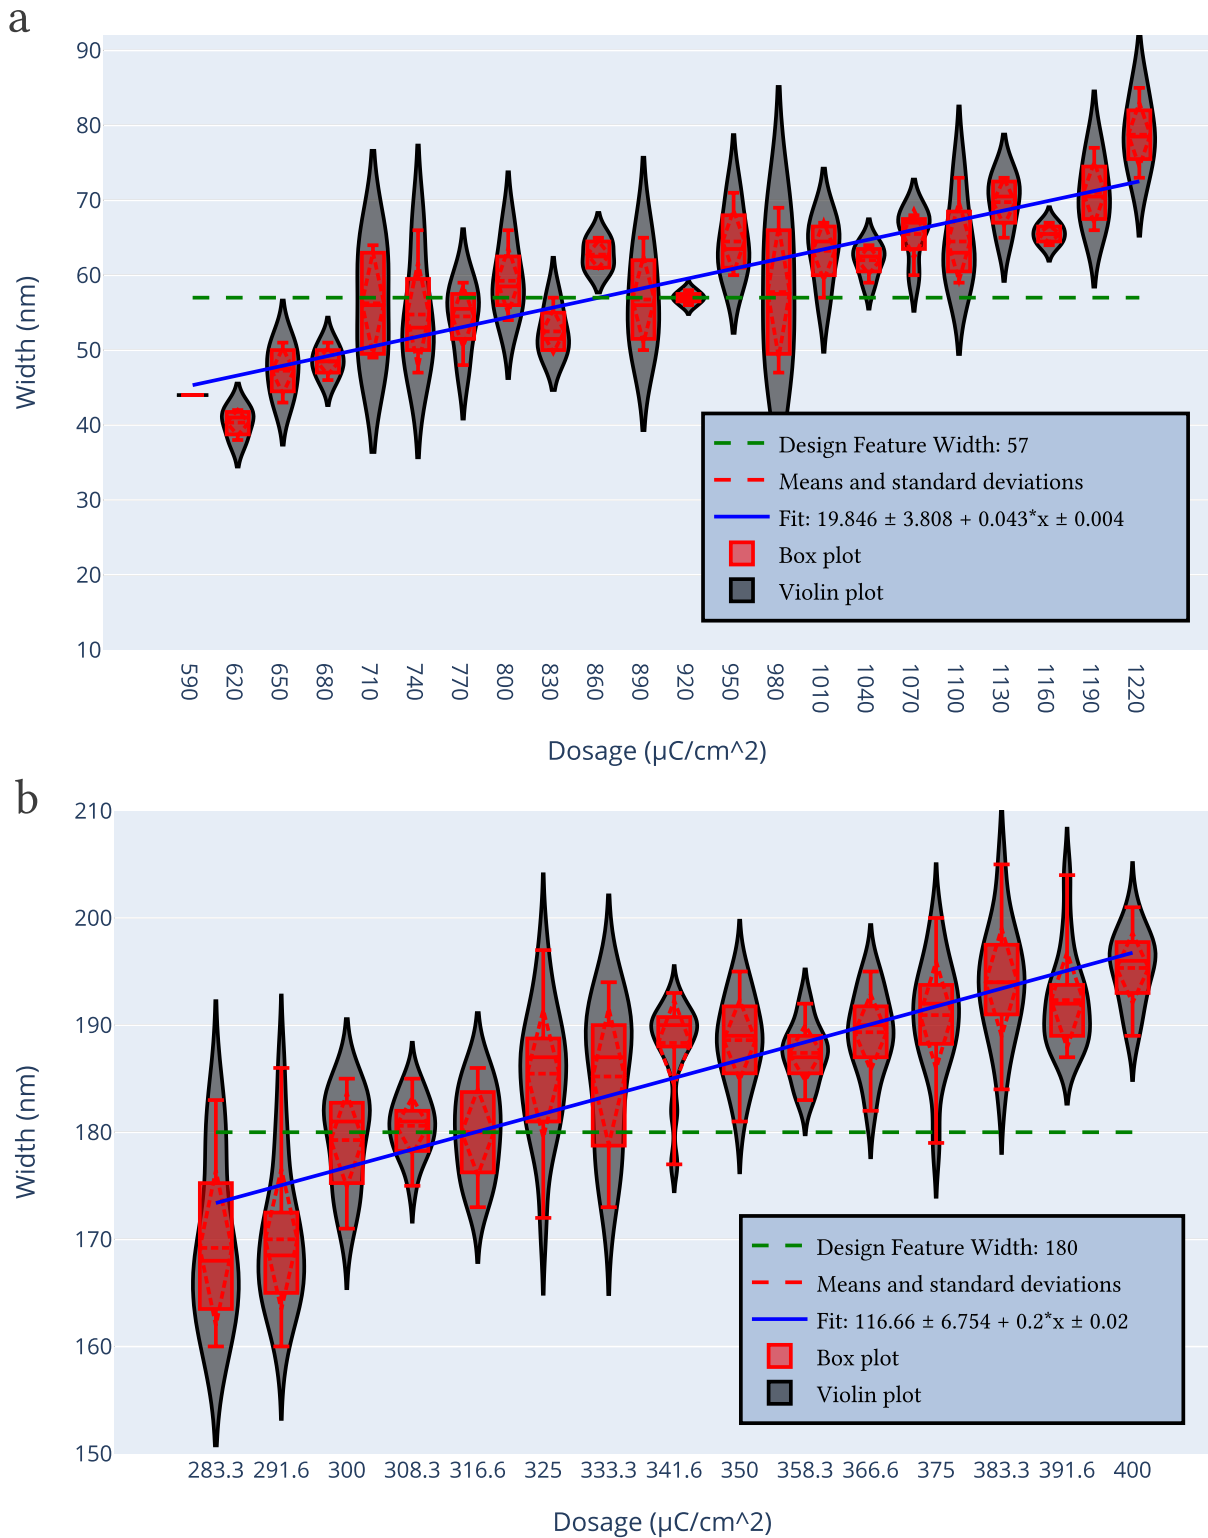 a
90
80
70
60
50
40
30
20
10
Width (nm)
590 620 650 680 710 740 770 800 830 860 890 920 950 980 1010 1040 1070 1100 1130 1160 1190 1220
Dosage (μC/cm^2)
Design Feature Width: 57
Means and standard deviations
Fit: 19.846 ± 3.808 + 0.043*x ± 0.004
Box plot
Violin plot
b
210
200
190
180
170
160
150
Width (nm)
283.3 291.6 300 308.3 316.6 325 333.3 341.6 350 358.3 366.6 375 383.3 391.6 400
Dosage (μC/cm^2)
Design Feature Width: 180
Means and standard deviations
Fit: 116.66 ± 6.754 + 0.2*x ± 0.02
Box plot
Violin plot